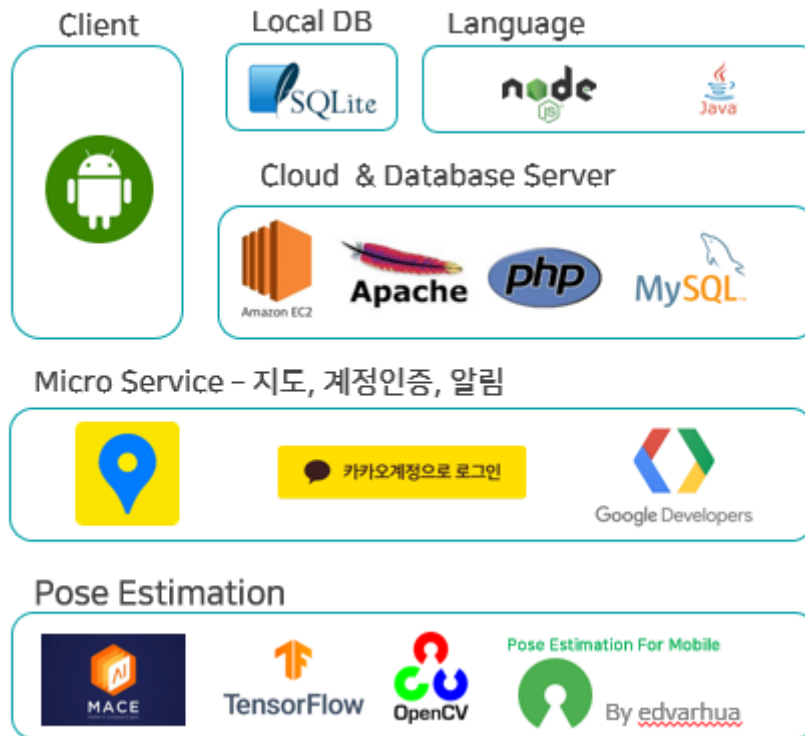 Client
Local DB
Language
SQLite
node
JS
Java
Cloud & Database Server
Amazon EC2
Apache
php
MySQL
Micro Service – 지도, 계정인증, 알림
카카오계정으로 로그인
Google Developers
Pose Estimation
AI
MACE
TensorFlow
OpenCV
Pose Estimation For Mobile
By edvarhua